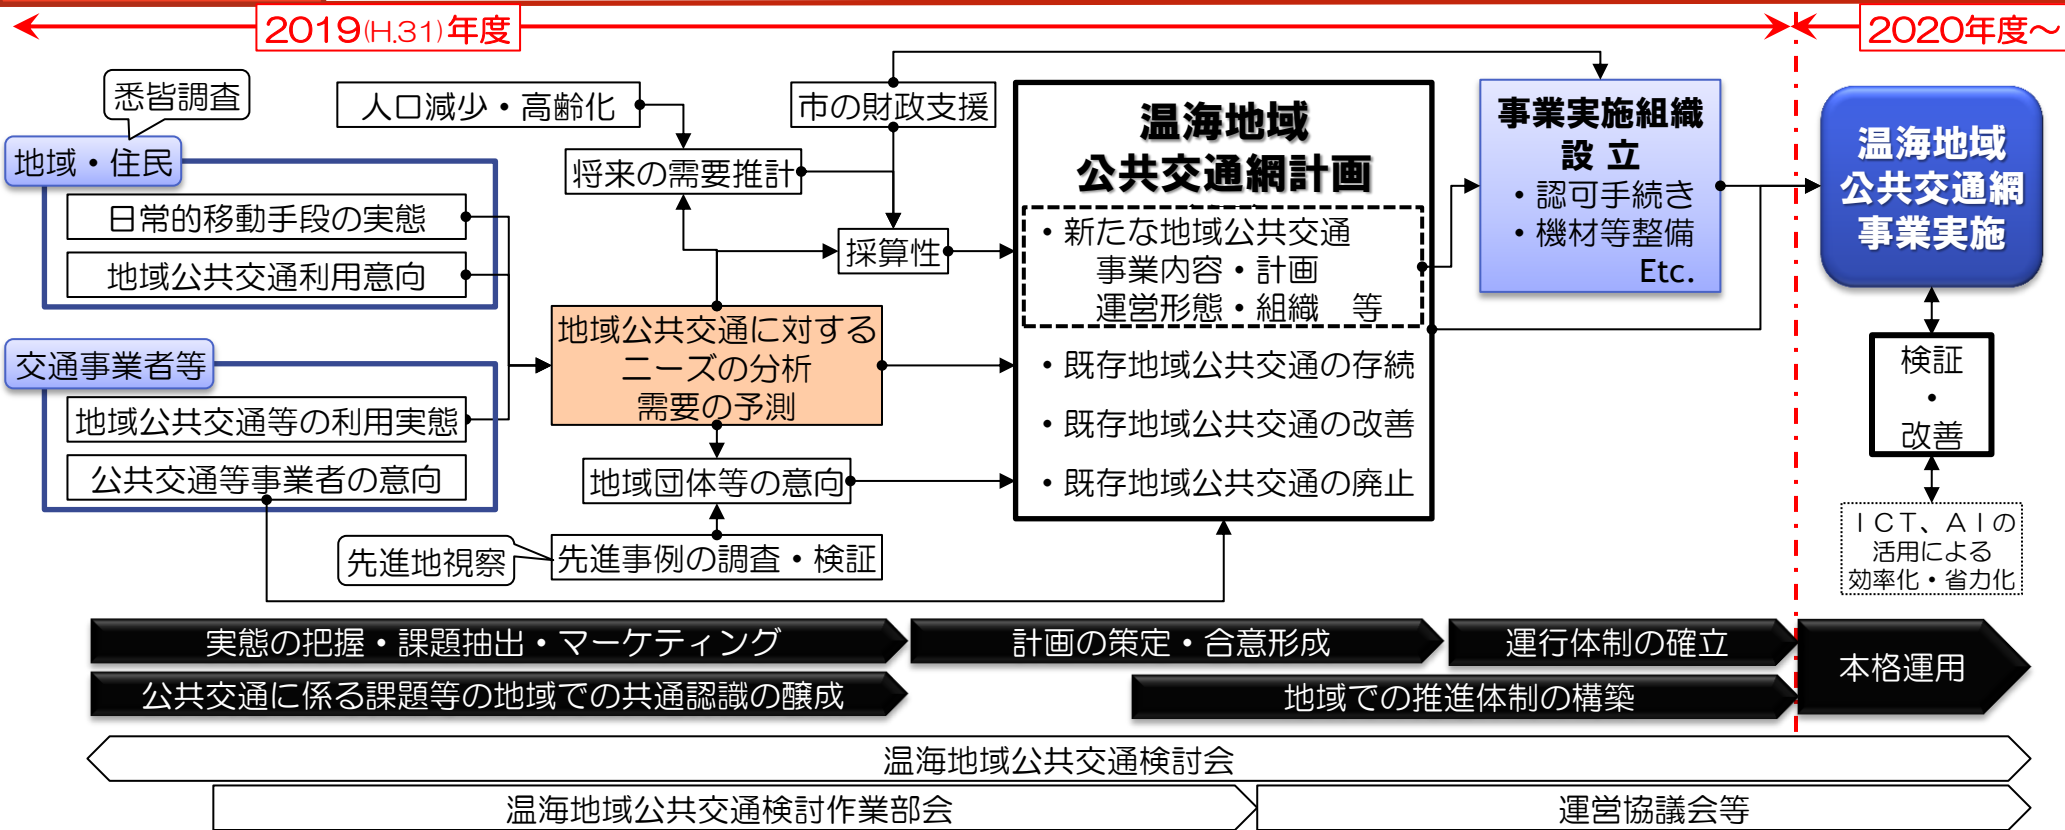 2019(H.31)年度
2020年度～
悉皆調査
地域・住民
日常的移動手段の実態
地域公共交通利用意向
交通事業者等
地域公共交通等の利用実態
公共交通等事業者の意向
人口減少・高齢化
将来の需要推計
市の財政支援
採算性
地域公共交通に対する
ニーズの分析
需要の予測
地域団体等の意向
先進地視察
先進事例の調査・検証
温海地域
公共交通網計画
・新たな地域公共交通
事業内容・計画
運営形態・組織　等
・既存地域公共交通の存続
・既存地域公共交通の改善
・既存地域公共交通の廃止
事業実施組織
設 立
・認可手続き
・機材等整備
Etc.
温海地域
公共交通網
事業実施
検証
・
改善
ＩＣＴ、ＡＩの
活用による
効率化・省力化
実態の把握・課題抽出・マーケティング
計画の策定・合意形成
運行体制の確立
本格運用
公共交通に係る課題等の地域での共通認識の醸成
地域での推進体制の構築
温海地域公共交通検討会
温海地域公共交通検討作業部会
運営協議会等